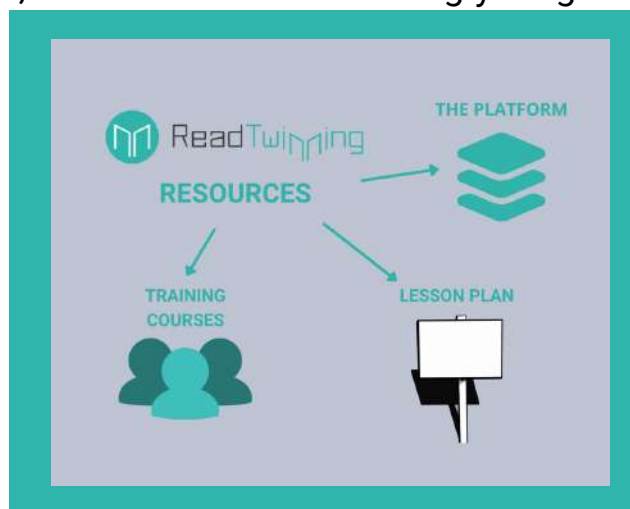 THE PLATFORM
ReadTwinning
RESOURCES
TRAINING
COURSES
LESSON PLAN